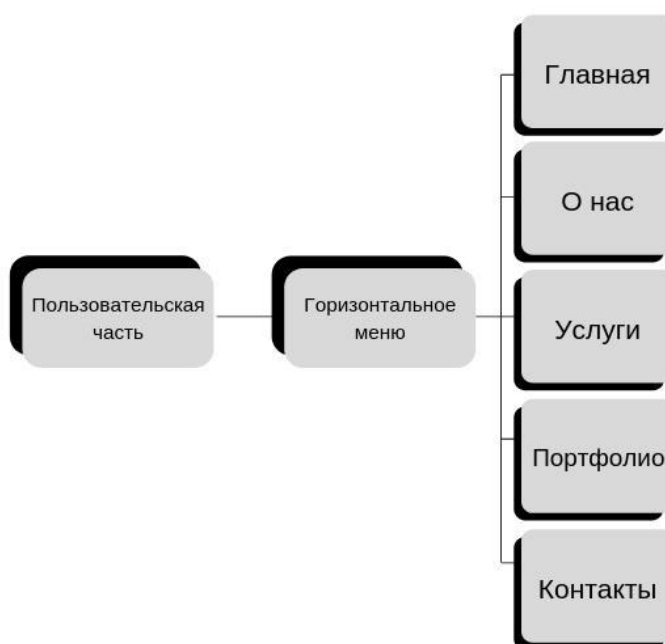 Пользовательская
часть
Горизонтальное
меню
Главная
О нас
Услуги
Портфолио
Контакты